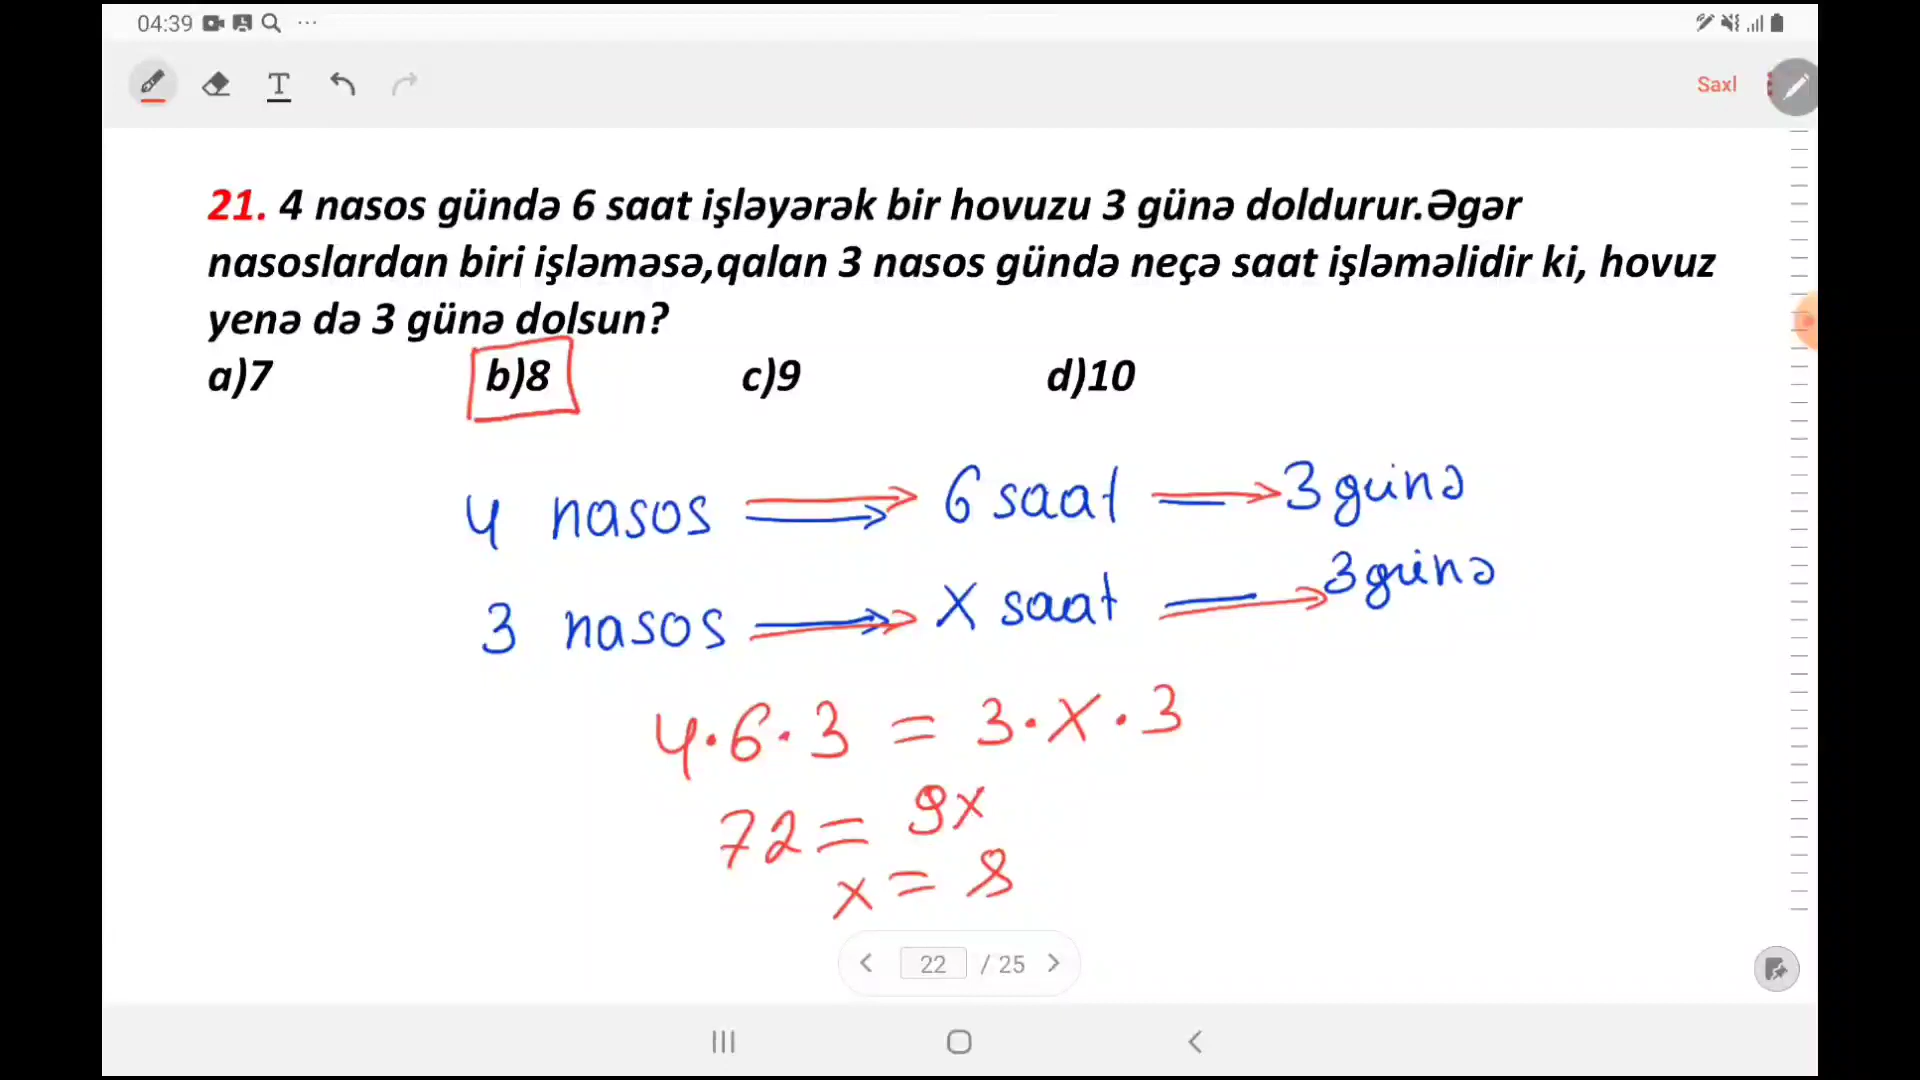 04:39
Saxl
21. 4 nasos gündə 6 saat işləyərək bir hovuzu 3 günə doldurur.Əgər
nasoslardan biri işləməsə,qalan 3 nasos gündə neçə saat işləməlidir ki, hovuz
yenə də 3 günə dolsun?
a)7 b)8 c)9 d)10
4 nasos ⟹ 6 saat ⟶ 3 günə
3 nasos ⟶ x saat ⟶ 3 günə
4·6·3 = 3·x·3
72 = 9x
x = 8
22 / 25